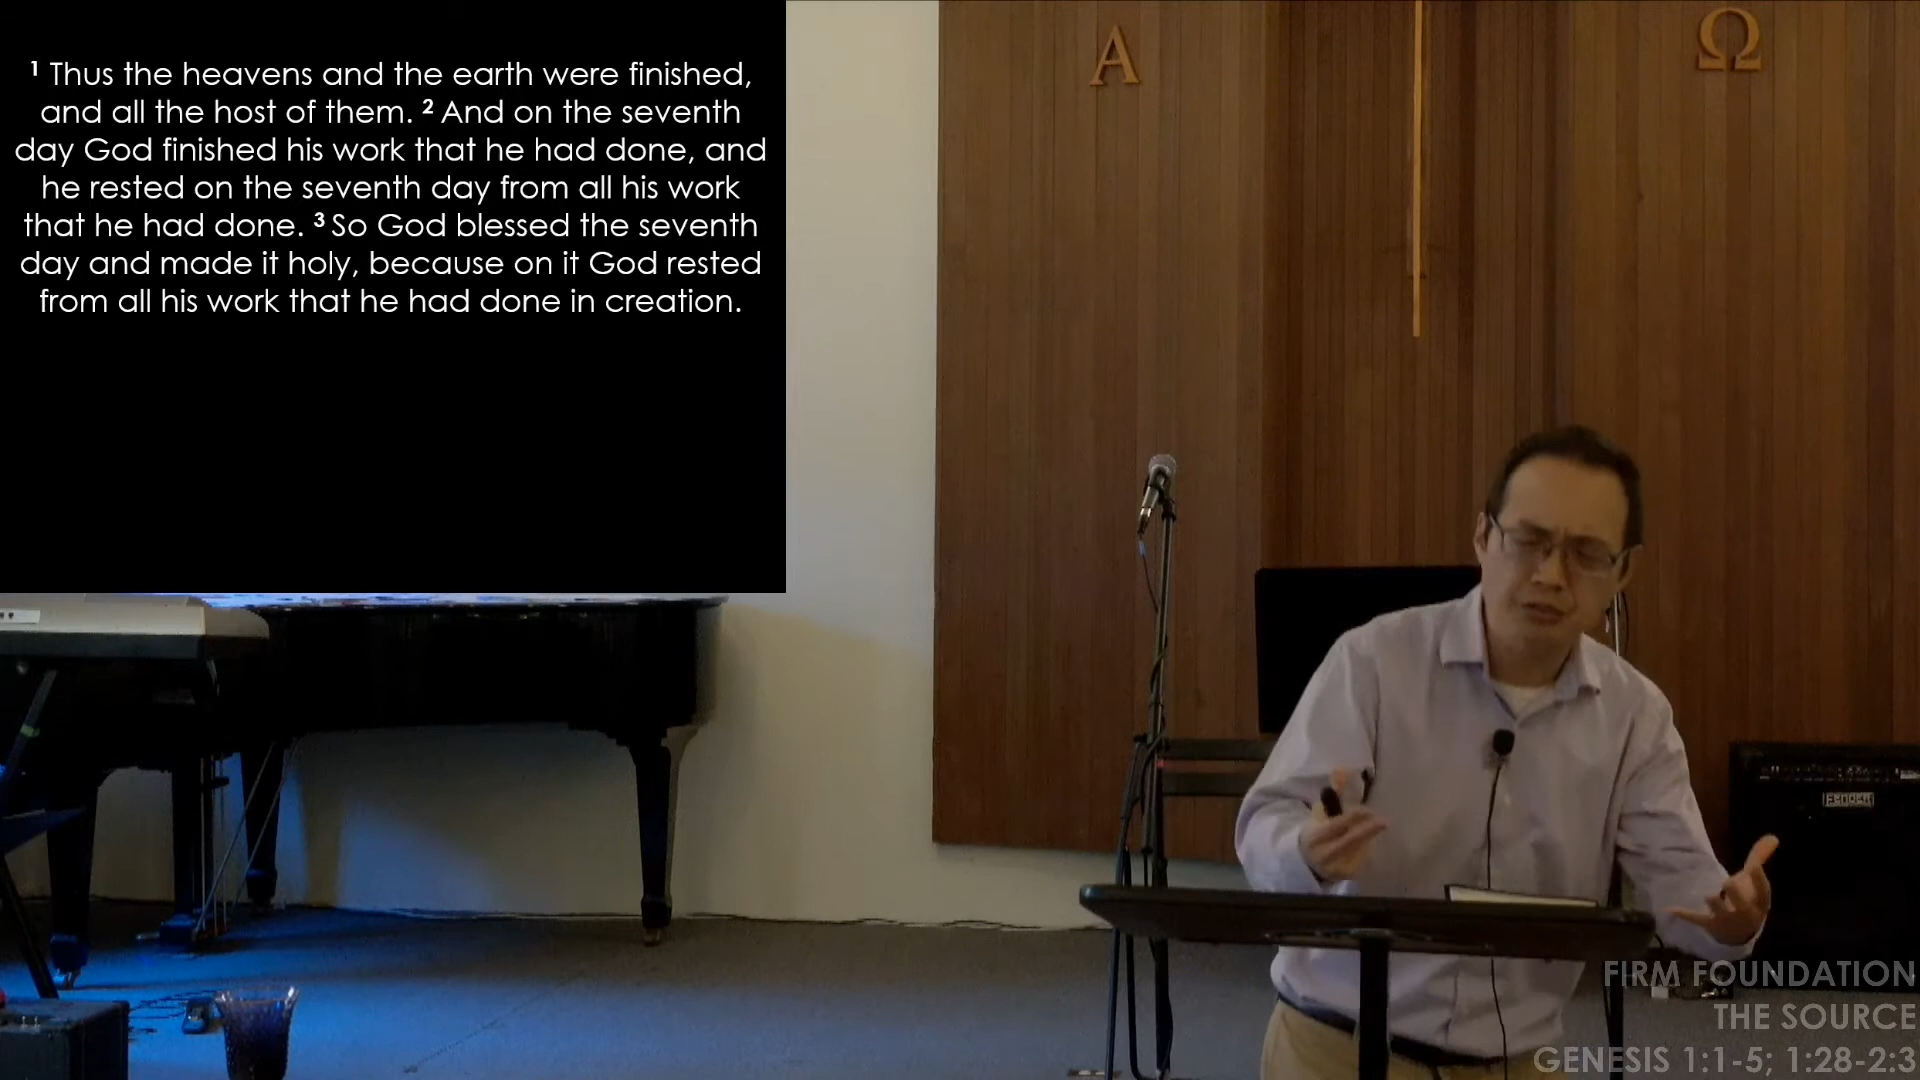 ¹ Thus the heavens and the earth were finished,
and all the host of them. ² And on the seventh
day God finished his work that he had done, and
he rested on the seventh day from all his work
that he had done. ³ So God blessed the seventh
day and made it holy, because on it God rested
from all his work that he had done in creation.
Α
Ω
Fender
FIRM FOUNDATION
THE SOURCE
GENESIS 1:1-5; 1:28-2:3